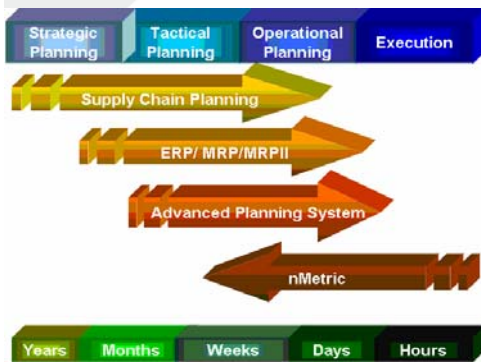 Strategic Planning
Tactical Planning
Operational Planning
Execution
Supply Chain Planning
ERP/ MRP/MRPII
Advanced Planning System
nMetric
Years
Months
Weeks
Days
Hours